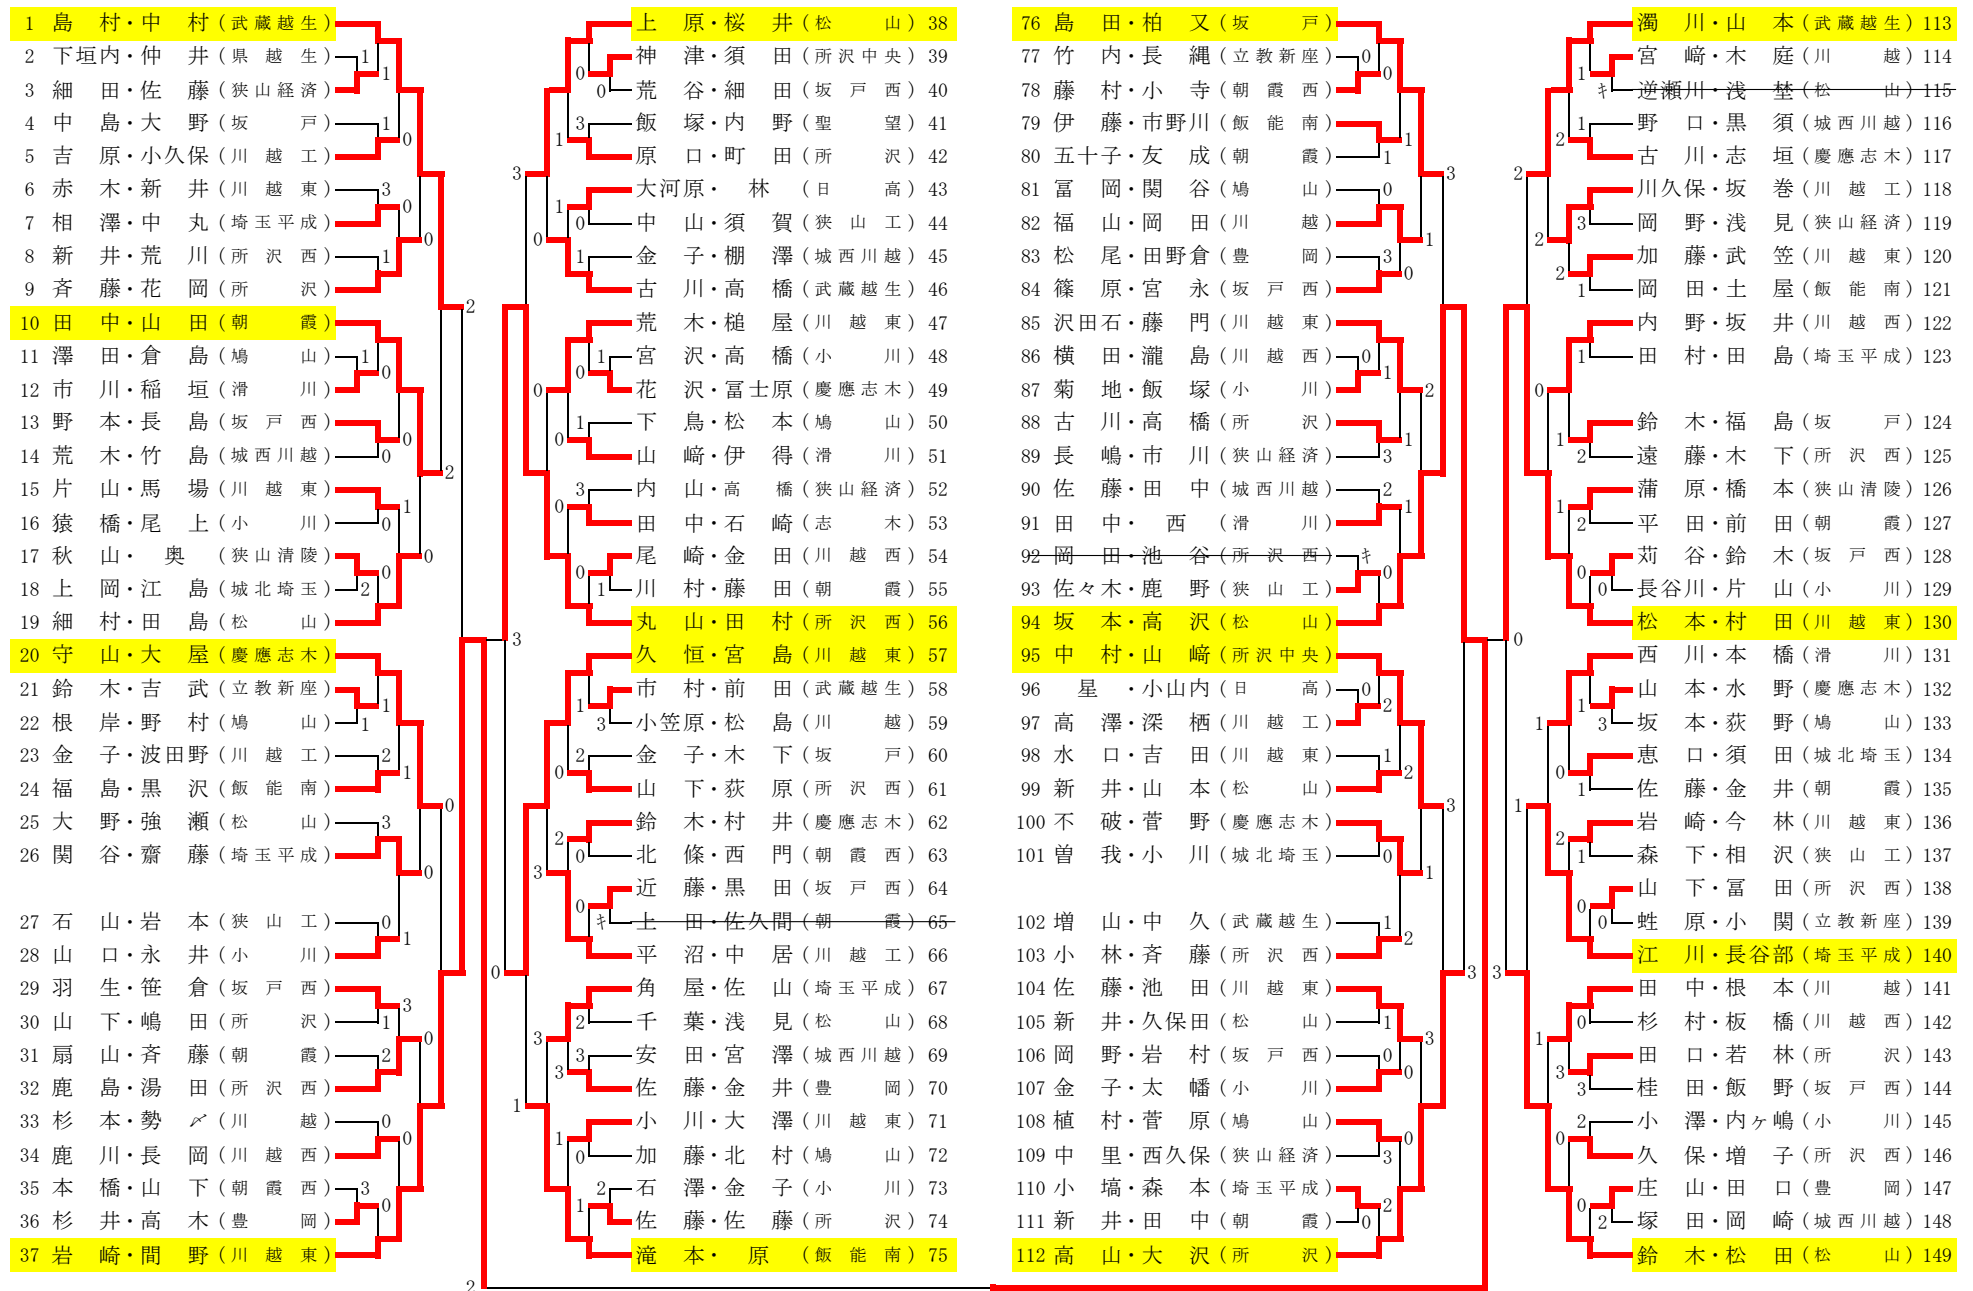 1 島　村・中　村（武蔵越生）
2 下垣内・仲　井（県越生）
3 細　田・佐　藤（狭山経済）
4 中　島・大　野（坂戸）
5 吉　原・小久保（川越工）
6 赤　木・新　井（川越東）
7 相　澤・中　丸（埼玉平成）
8 新　井・荒　川（所沢西）
9 斉　藤・花　岡（所沢）
10 田　中・山　田（朝霞）
11 澤　田・倉　島（鳩山）
12 市　川・稲　垣（滑川）
13 野　本・長　島（坂戸西）
14 荒　木・竹　島（城西川越）
15 片　山・馬　場（川越東）
16 猿　橋・尾　上（小川）
17 秋　山・　奥　（狭山清陵）
18 上　岡・江　島（城北埼玉）
19 細　村・田　島（松山）
20 守　山・大　屋（慶應志木）
21 鈴　木・吉　武（立教新座）
22 根　岸・野　村（鳩山）
23 金　子・波田野（川越工）
24 福　島・黒　沢（飯能南）
25 大　野・強　瀬（松山）
26 関　谷・齋　藤（埼玉平成）
27 石　山・岩　本（狭山工）
28 山　口・永　井（小川）
29 羽　生・笹　倉（坂戸西）
30 山　下・嶋　田（所沢）
31 扇　山・斉　藤（朝霞）
32 鹿　島・湯　田（所沢西）
33 杉　本・勢　〆（川越）
34 鹿　川・長　岡（川越西）
35 本　橋・山　下（朝霞西）
36 杉　井・高　木（豊岡）
37 岩　崎・間　野（川越東）
上　原・桜　井（松山）38
神　津・須　田（所沢中央）39
荒　谷・細　田（坂戸西）40
飯　塚・内　野（聖望）41
原　口・町　田（所沢）42
大河原・　林　（日高）43
中　山・須　賀（狭山工）44
金　子・棚　澤（城西川越）45
古　川・高　橋（武蔵越生）46
荒　木・槌　屋（川越東）47
宮　沢・高　橋（小川）48
花　沢・冨士原（慶應志木）49
下　鳥・松　本（鳩山）50
山　﨑・伊　得（滑川）51
内　山・高　橋（狭山経済）52
田　中・石　崎（志木）53
尾　崎・金　田（川越西）54
川　村・藤　田（朝霞）55
丸　山・田　村（所沢西）56
久　恒・宮　島（川越東）57
市　村・前　田（武蔵越生）58
小笠原・松　島（川越）59
金　子・木　下（坂戸）60
山　下・荻　原（所沢西）61
鈴　木・村　井（慶應志木）62
北　條・西　門（朝霞西）63
近　藤・黒　田（坂戸西）64
上　田・佐久間（朝霞）65
平　沼・中　居（川越工）66
角　屋・佐　山（埼玉平成）67
千　葉・浅　見（松山）68
安　田・宮　澤（城西川越）69
佐　藤・金　井（豊岡）70
小　川・大　澤（川越東）71
加　藤・北　村（鳩山）72
石　澤・金　子（小川）73
佐　藤・佐　藤（所沢）74
滝　本・　原　（飯能南）75
76 島　田・柏　又（坂戸）
77 竹　内・長　縄（立教新座）
78 藤　村・小　寺（朝霞西）
79 伊　藤・市野川（飯能南）
80 五十子・友　成（朝霞）
81 冨　岡・関　谷（鳩山）
82 福　山・岡　田（川越）
83 松　尾・田野倉（豊岡）
84 篠　原・宮　永（坂戸西）
85 沢田石・藤　門（川越東）
86 横　田・瀧　島（川越西）
87 菊　地・飯　塚（小川）
88 古　川・高　橋（所沢）
89 長　嶋・市　川（狭山経済）
90 佐　藤・田　中（城西川越）
91 田　中・　西　（滑川）
92 岡　田・池　谷（所沢西）
93 佐々木・鹿　野（狭山工）
94 坂　本・高　沢（松山）
95 中　村・山　﨑（所沢中央）
96 　星　・小山内（日高）
97 高　澤・深　栖（川越工）
98 水　口・吉　田（川越東）
99 新　井・山　本（松山）
100 不　破・菅　野（慶應志木）
101 曽　我・小　川（城北埼玉）
102 増　山・中　久（武蔵越生）
103 小　林・斉　藤（所沢西）
104 佐　藤・池　田（川越東）
105 新　井・久保田（松山）
106 岡　野・岩　村（坂戸西）
107 金　子・太　幡（小川）
108 植　村・菅　原（鳩山）
109 中　里・西久保（狭山経済）
110 小　塙・森　本（埼玉平成）
111 新　井・田　中（朝霞）
112 高　山・大　沢（所沢）
濁　川・山　本（武蔵越生）113
宮　﨑・木　庭（川越）114
逆瀬川・浅　埜（松山）115
野　口・黒　須（城西川越）116
古　川・志　垣（慶應志木）117
川久保・坂　巻（川越工）118
岡　野・浅　見（狭山経済）119
加　藤・武　笠（川越東）120
岡　田・土　屋（飯能南）121
内　野・坂　井（川越西）122
田　村・田　島（埼玉平成）123
鈴　木・福　島（坂戸）124
遠　藤・木　下（所沢西）125
蒲　原・橋　本（狭山清陵）126
平　田・前　田（朝霞）127
苅　谷・鈴　木（坂戸西）128
長谷川・片　山（小川）129
松　本・村　田（川越東）130
西　川・本　橋（滑川）131
山　本・水　野（慶應志木）132
坂　本・荻　野（鳩山）133
恵　口・須　田（城北埼玉）134
佐　藤・金　井（朝霞）135
岩　崎・今　林（川越東）136
森　下・相　沢（狭山工）137
山　下・冨　田（所沢西）138
蛭　原・小　関（立教新座）139
江　川・長谷部（埼玉平成）140
田　中・根　本（川越）141
杉　村・板　橋（川越西）142
田　口・若　林（所沢）143
桂　田・飯　野（坂戸西）144
小　澤・内ヶ嶋（小川）145
久　保・増　子（所沢西）146
庄　山・田　口（豊岡）147
塚　田・岡　崎（城西川越）148
鈴　木・松　田（松山）149